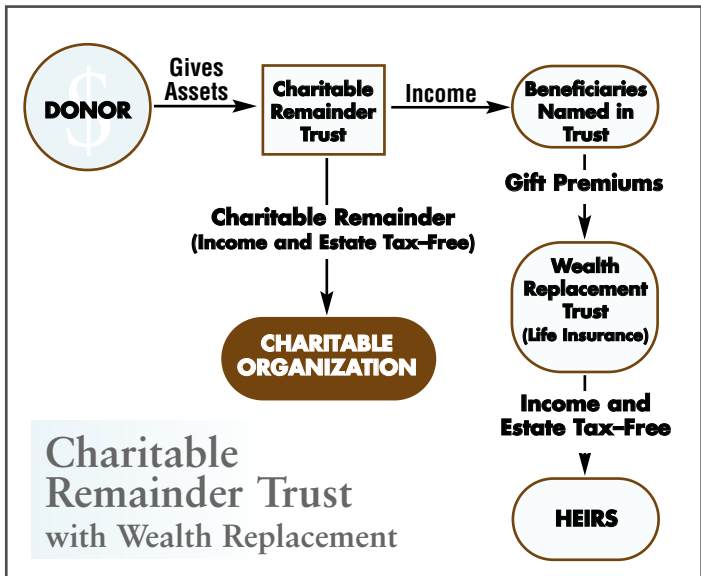 $
DONOR
Gives
Assets
Charitable
Remainder
Trust
Income
Beneficiaries
Named in
Trust
Gift Premiums
Charitable Remainder
(Income and Estate Tax–Free)
Wealth
Replacement
Trust
(Life Insurance)
CHARITABLE
ORGANIZATION
Income and
Estate Tax–Free
HEIRS
Charitable
Remainder Trust
with Wealth Replacement